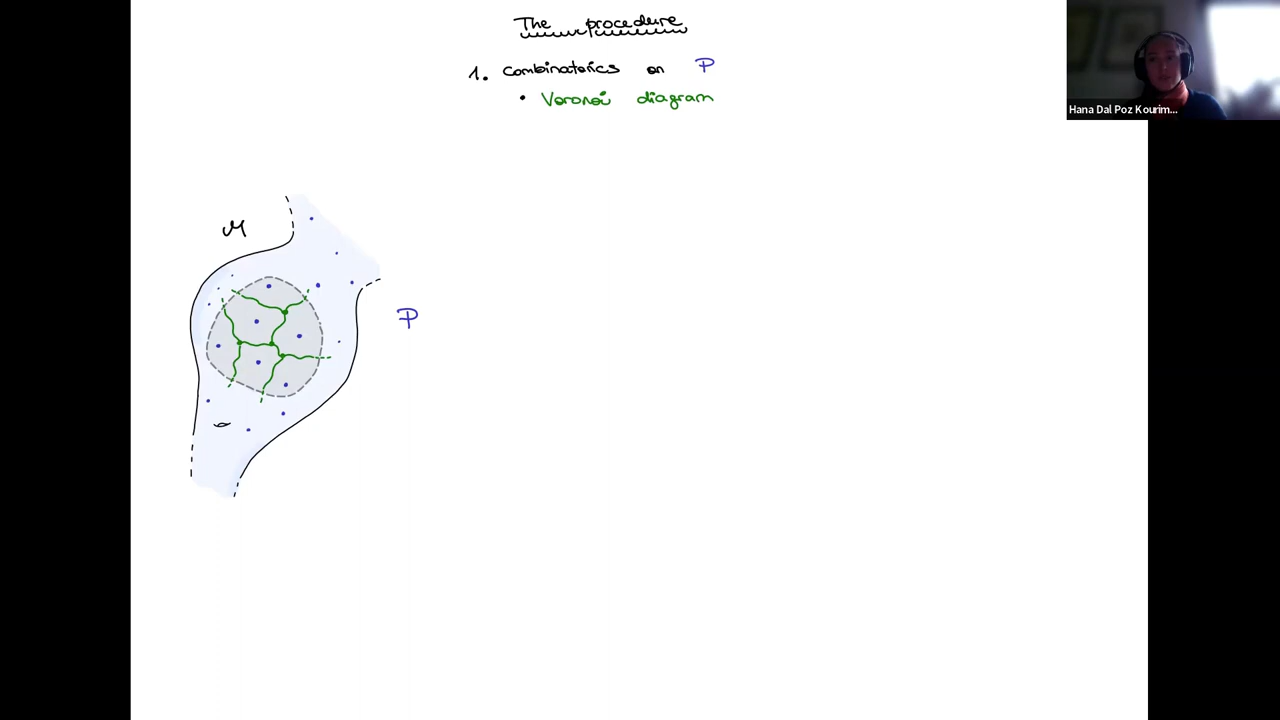 The procedure
1. Combinatorics on P
• Voronoi diagram
M
P
Hana Dal Poz Kourim...